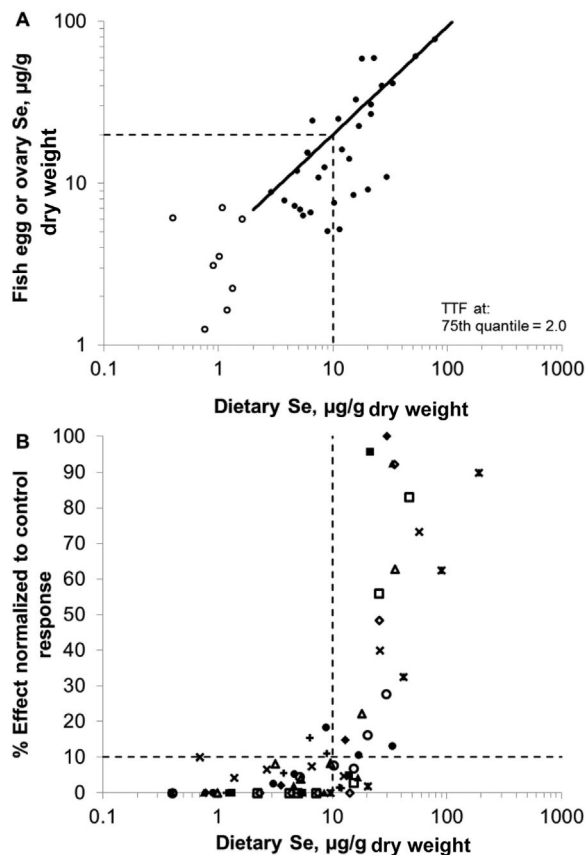 A
Fish egg or ovary Se, µg/g
dry weight
100
10
1
0.1 1 10 100 1000
TTF at:
75th quantile = 2.0
Dietary Se, µg/g dry weight
B
% Effect normalized to control
response
100
90
80
70
60
50
40
30
20
10
0
0.1 1 10 100 1000
Dietary Se, µg/g dry weight